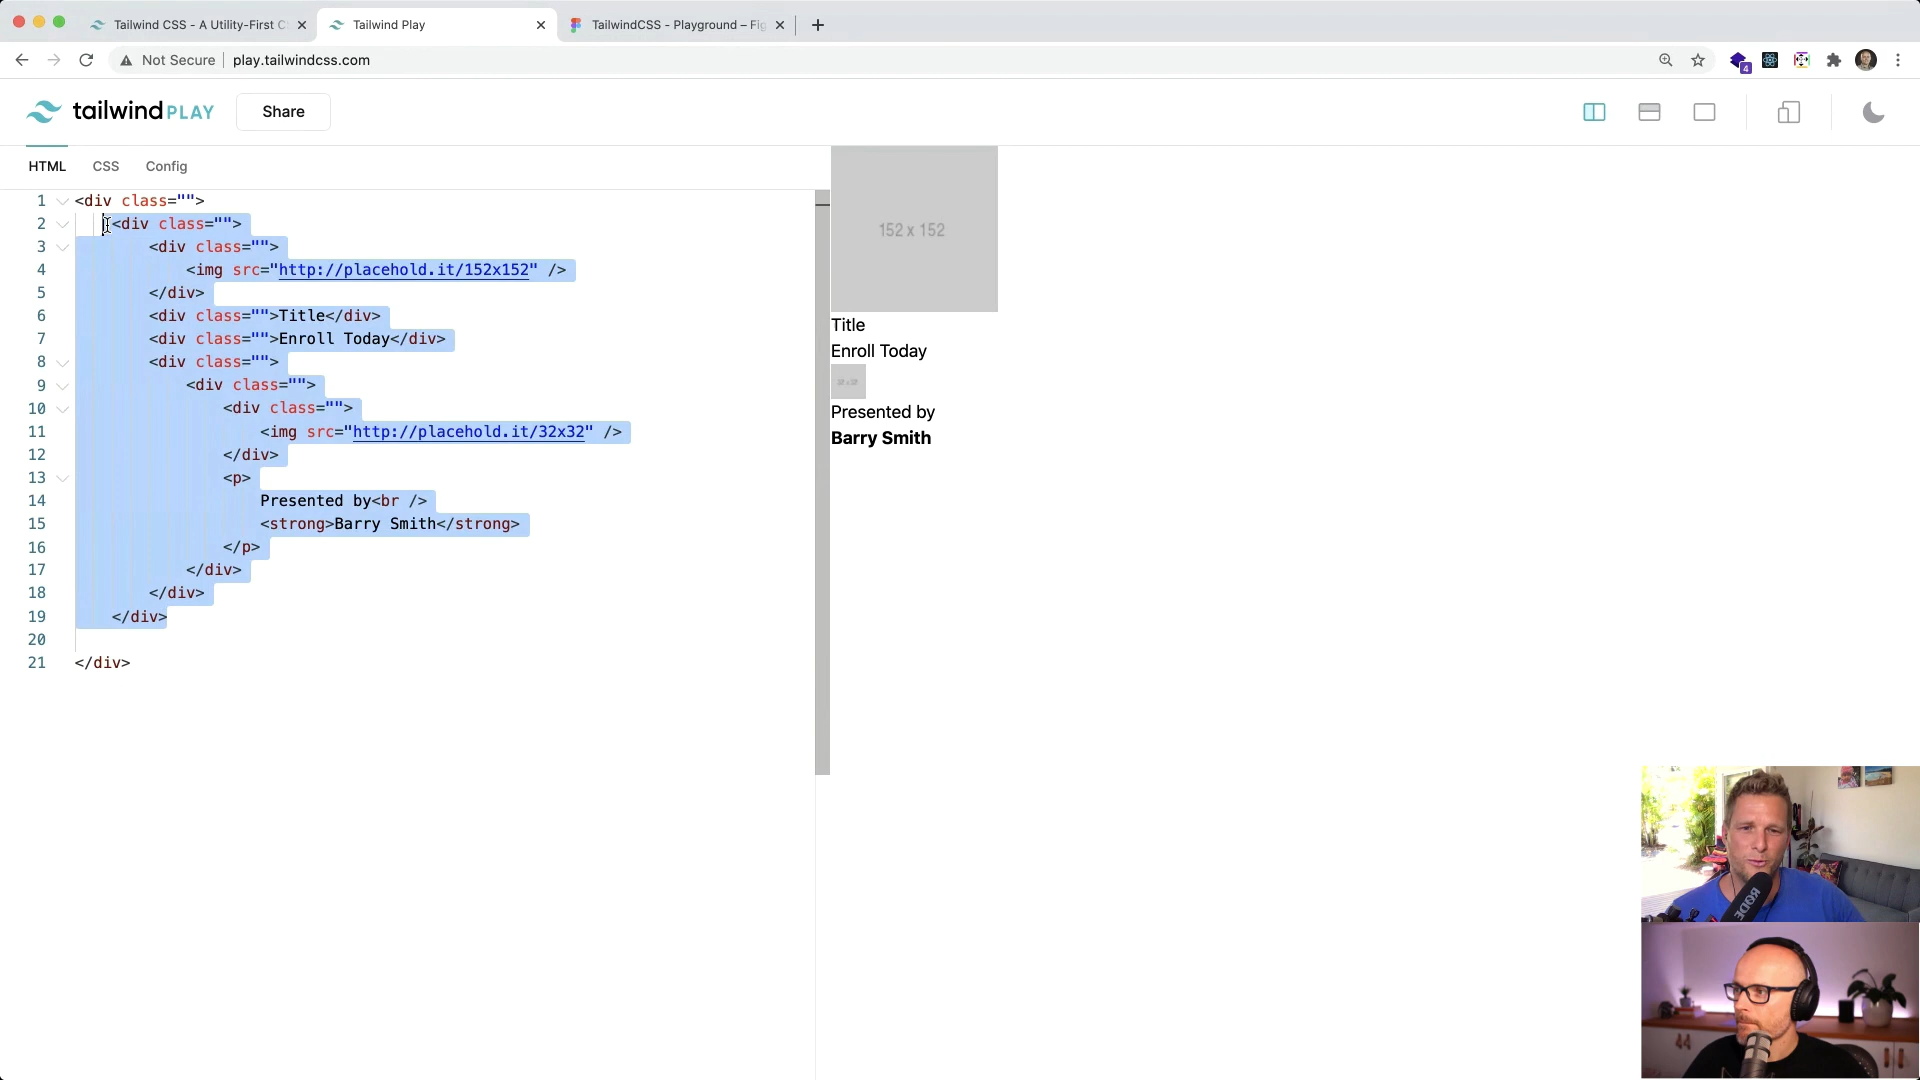 Tailwind CSS - A Utility-First C
Tailwind Play
TailwindCSS - Playground – Fig
Not Secure
play.tailwindcss.com
4
tailwind PLAY
Share
HTML
CSS
Config
1 <div class="">
2 <div class="">
3 <div class="">
4 <img src="http://placehold.it/152x152" />
5 </div>
6 <div class="">Title</div>
7 <div class="">Enroll Today</div>
8 <div class="">
9 <div class="">
10 <div class="">
11 <img src="http://placehold.it/32x32" />
12 </div>
13 <p>
14 Presented by<br />
15 <strong>Barry Smith</strong>
16 </p>
17 </div>
18 </div>
19 </div>
20
21 </div>
152 x 152
Title
Enroll Today
Presented by
Barry Smith
RØDE